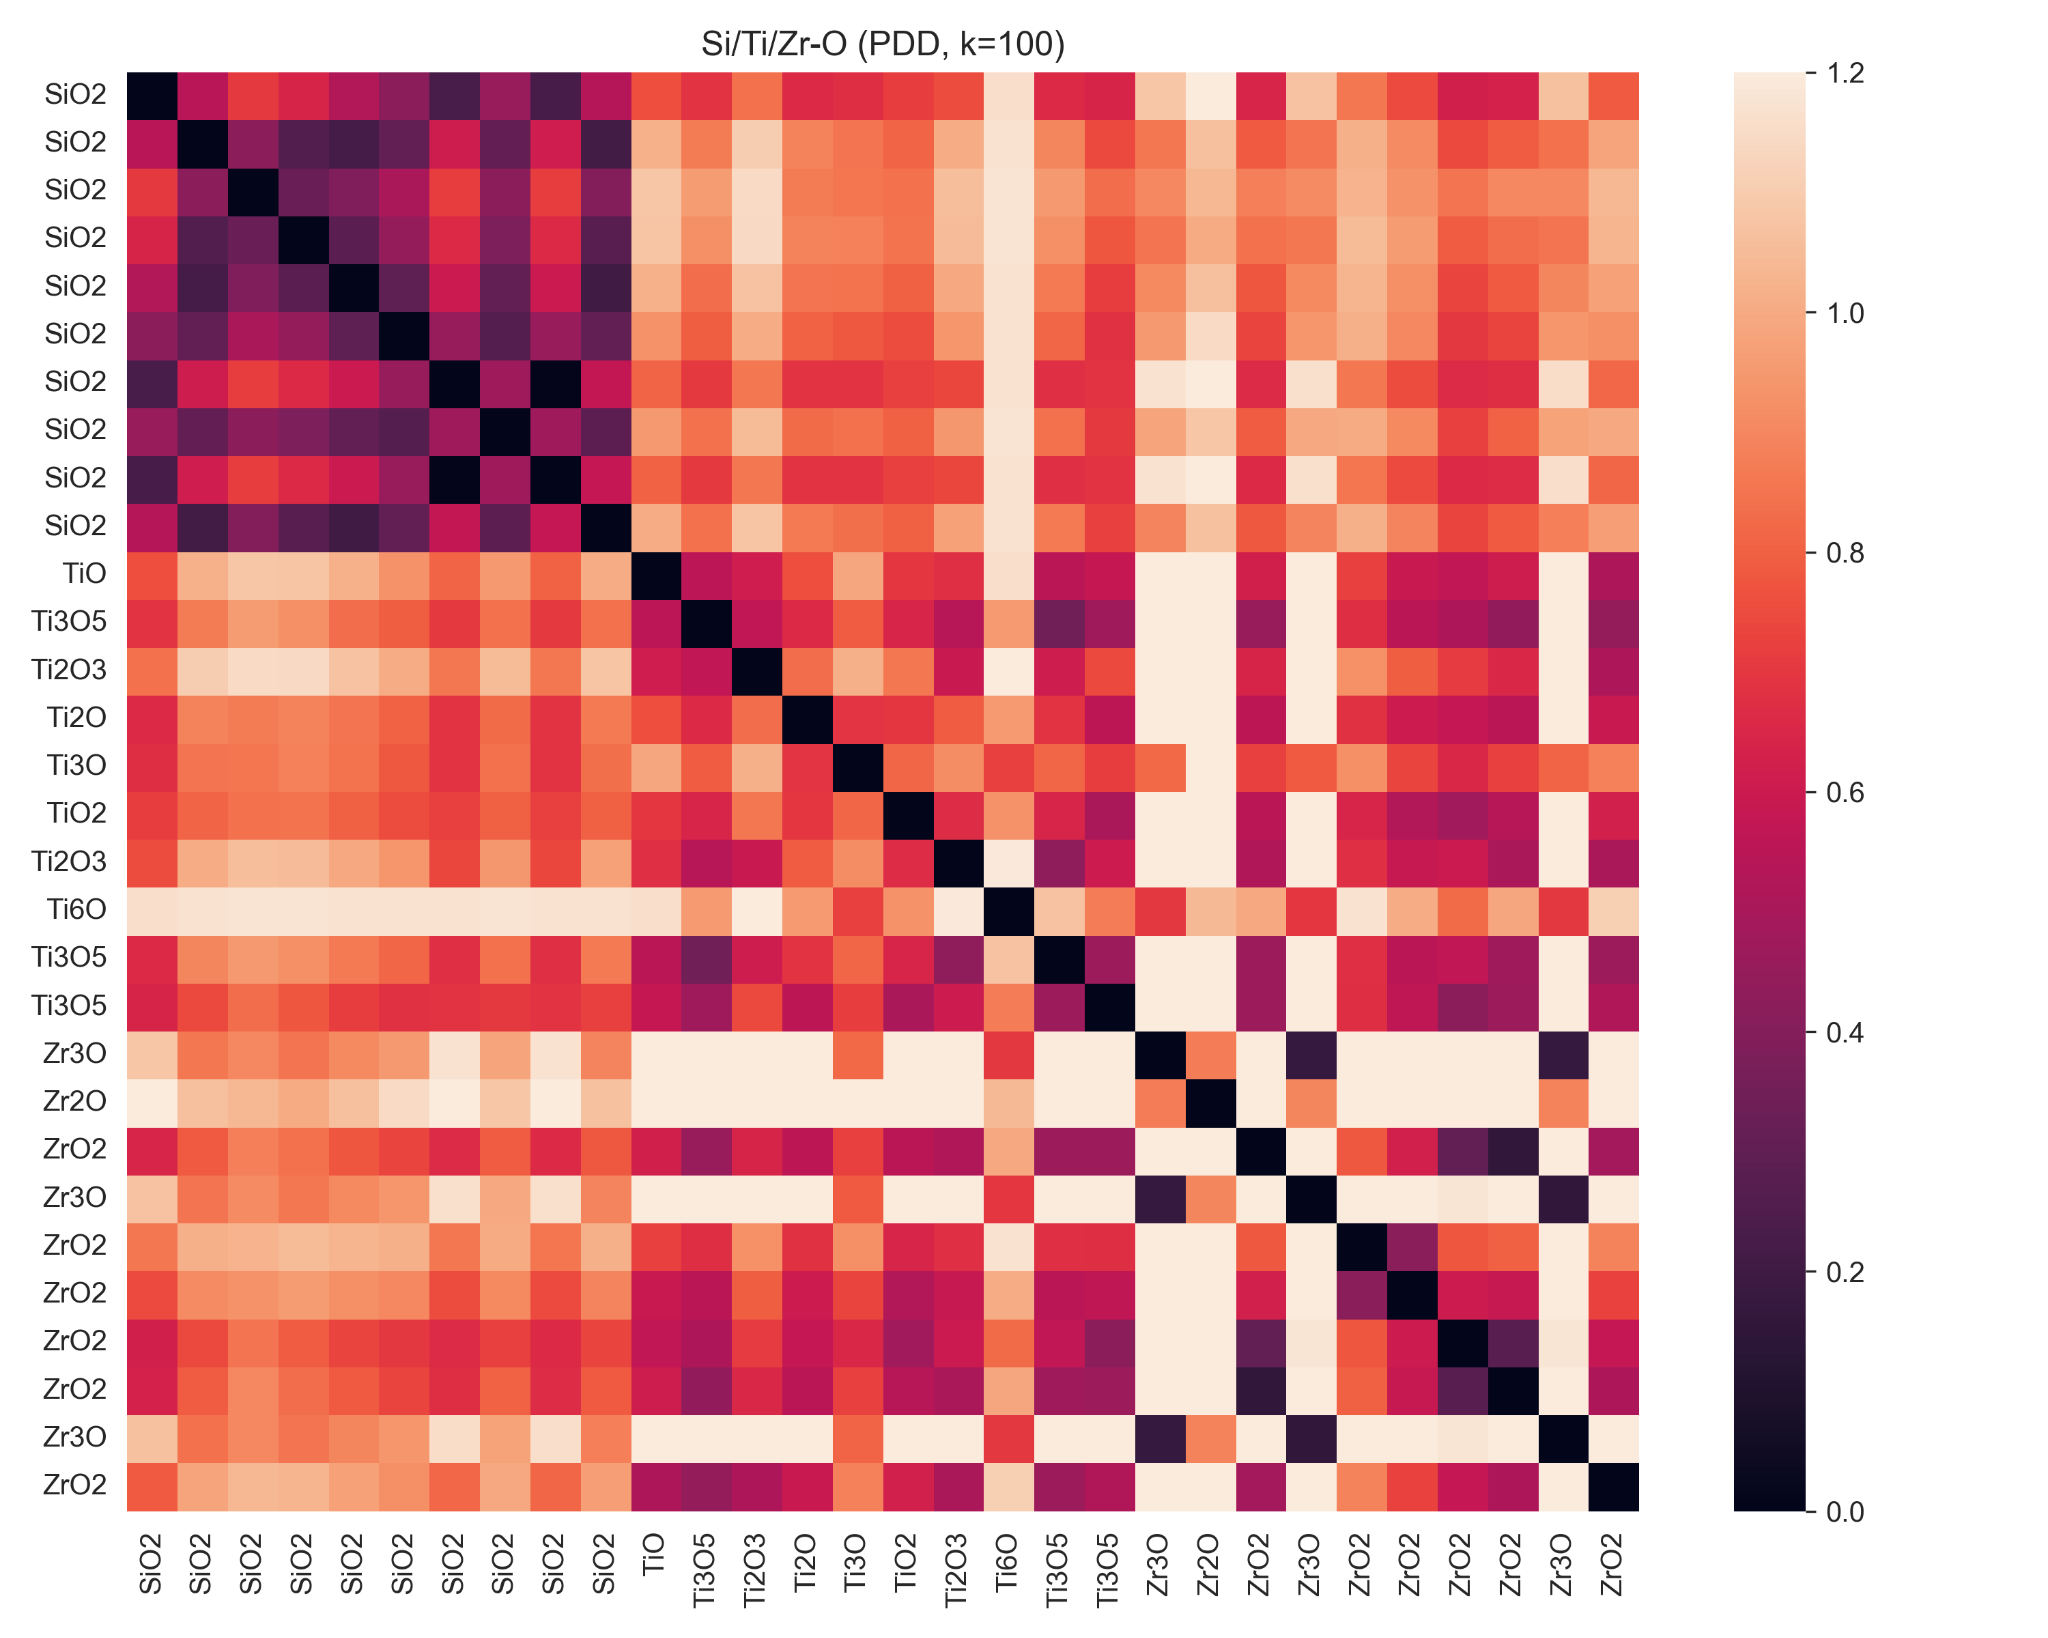 Si/Ti/Zr-O (PDD, k=100)
SiO2
SiO2
SiO2
SiO2
SiO2
SiO2
SiO2
SiO2
SiO2
SiO2
TiO
Ti3O5
Ti2O3
Ti2O
Ti3O
TiO2
Ti2O3
Ti6O
Ti3O5
Ti3O5
Zr3O
Zr2O
ZrO2
Zr3O
ZrO2
ZrO2
ZrO2
ZrO2
Zr3O
ZrO2
SiO2 SiO2 SiO2 SiO2 SiO2 SiO2 SiO2 SiO2 SiO2 SiO2 TiO Ti3O5 Ti2O3 Ti2O Ti3O TiO2 Ti2O3 Ti6O Ti3O5 Ti3O5 Zr3O Zr2O ZrO2 Zr3O ZrO2 ZrO2 ZrO2 ZrO2 Zr3O ZrO2
1.2
1.0
0.8
0.6
0.4
0.2
0.0